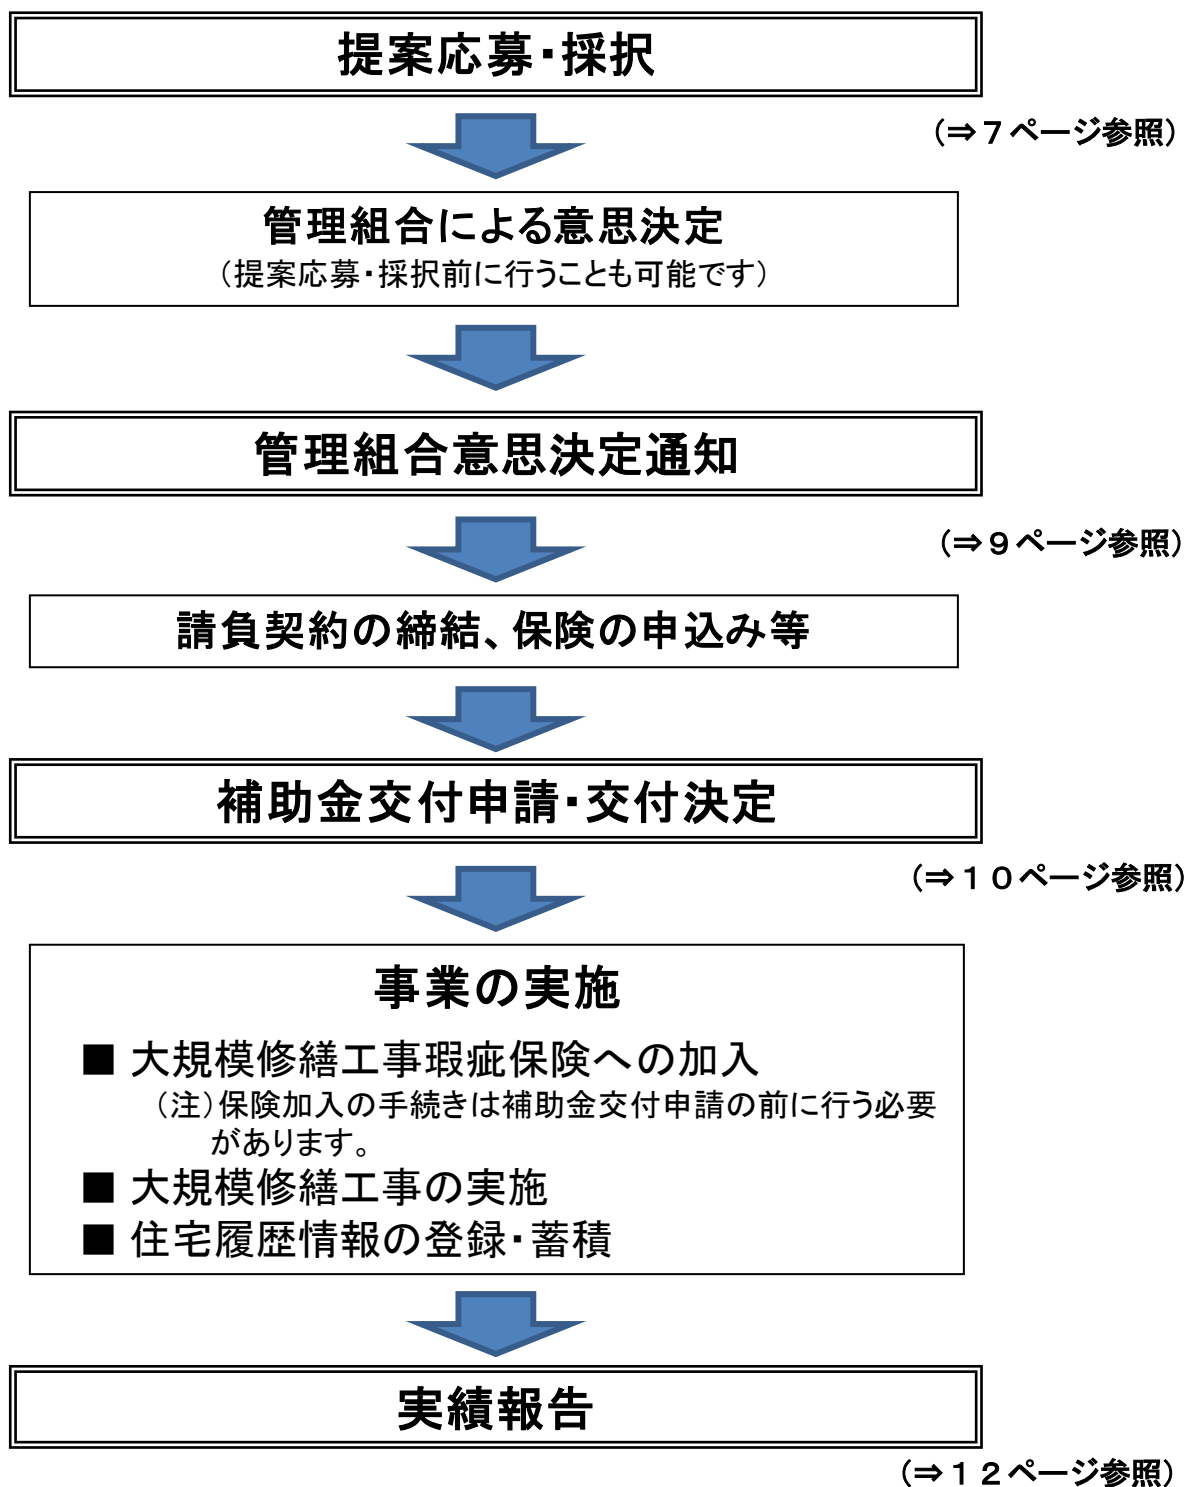 提案応募・採択
(⇒７ページ参照)
管理組合による意思決定
（提案応募・採択前に行うことも可能です）
管理組合意思決定通知
(⇒９ページ参照)
請負契約の締結、保険の申込み等
補助金交付申請・交付決定
(⇒１０ページ参照)
事業の実施
■ 大規模修繕工事瑕疵保険への加入
（注）保険加入の手続きは補助金交付申請の前に行う必要
があります。
■ 大規模修繕工事の実施
■ 住宅履歴情報の登録・蓄積
実績報告
(⇒１２ページ参照)